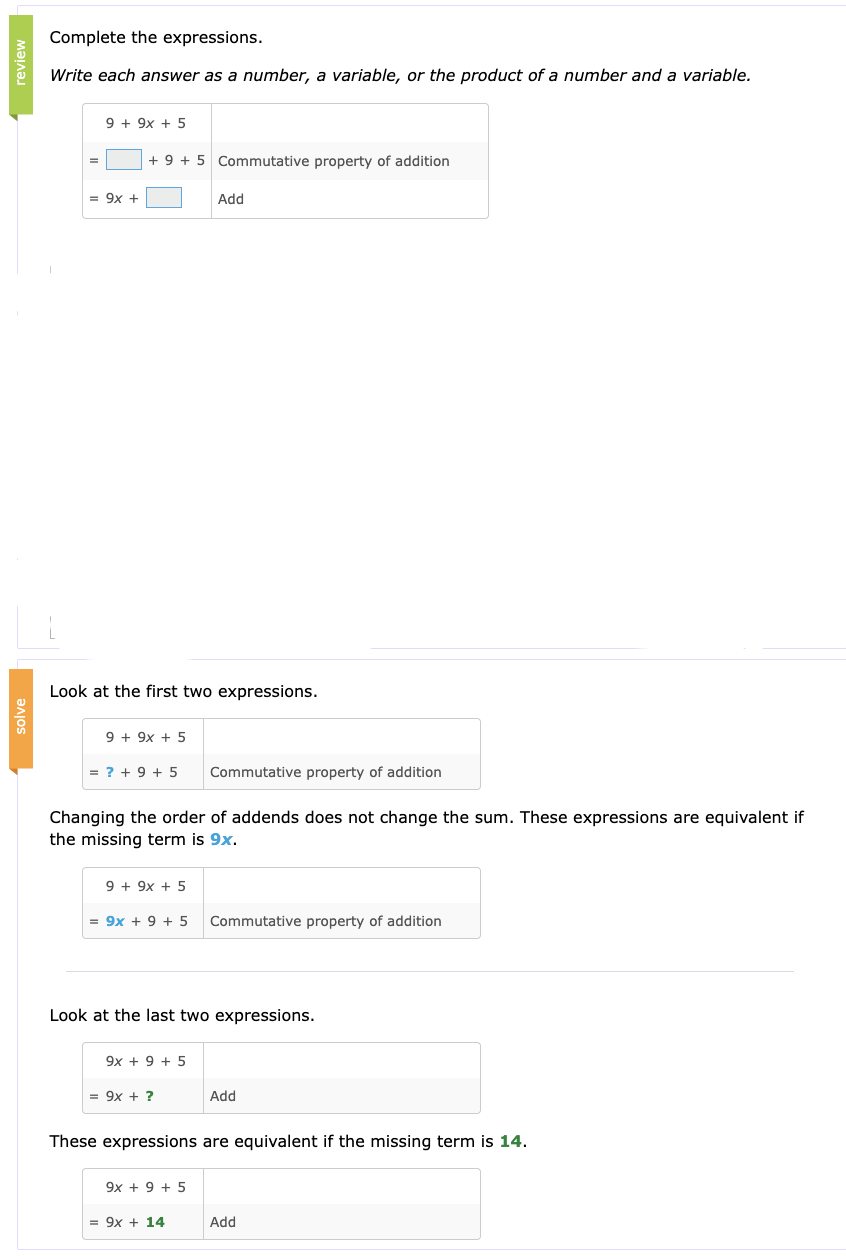 review
Complete the expressions.
Write each answer as a number, a variable, or the product of a number and a variable.
9 + 9x + 5
= + 9 + 5 Commutative property of addition
= 9x + Add
solve
Look at the first two expressions.
9 + 9x + 5
= ? + 9 + 5 Commutative property of addition
Changing the order of addends does not change the sum. These expressions are equivalent if
the missing term is 9x.
9 + 9x + 5
= 9x + 9 + 5 Commutative property of addition
Look at the last two expressions.
9x + 9 + 5
= 9x + ? Add
These expressions are equivalent if the missing term is 14.
9x + 9 + 5
= 9x + 14 Add